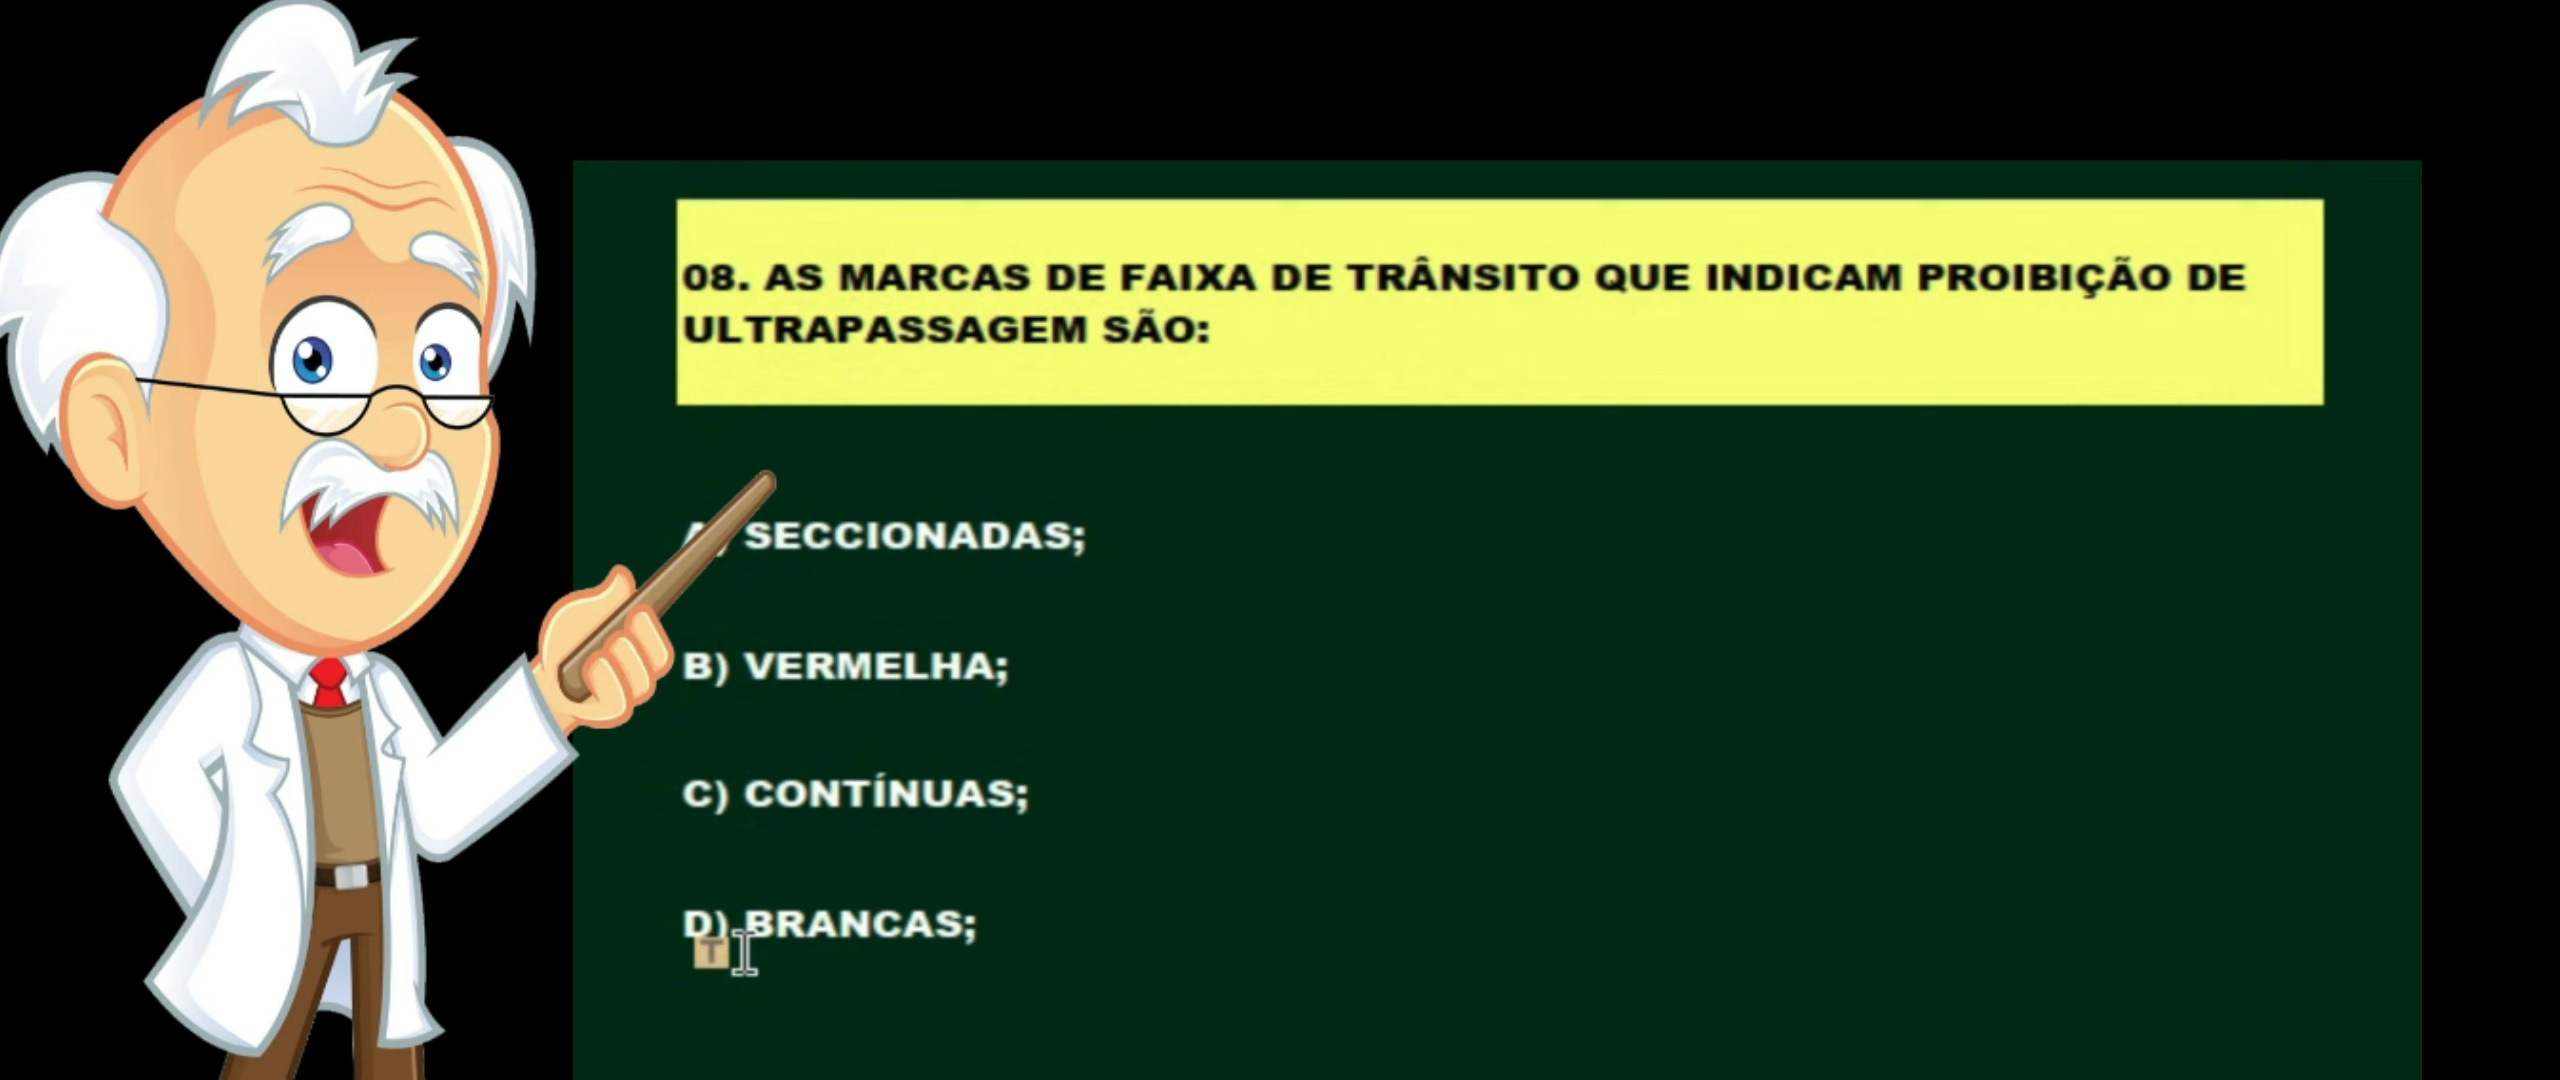 08. AS MARCAS DE FAIXA DE TRÂNSITO QUE INDICAM PROIBIÇÃO DE
ULTRAPASSAGEM SÃO:
A) SECCIONADAS;
B) VERMELHA;
C) CONTÍNUAS;
D) BRANCAS;
T